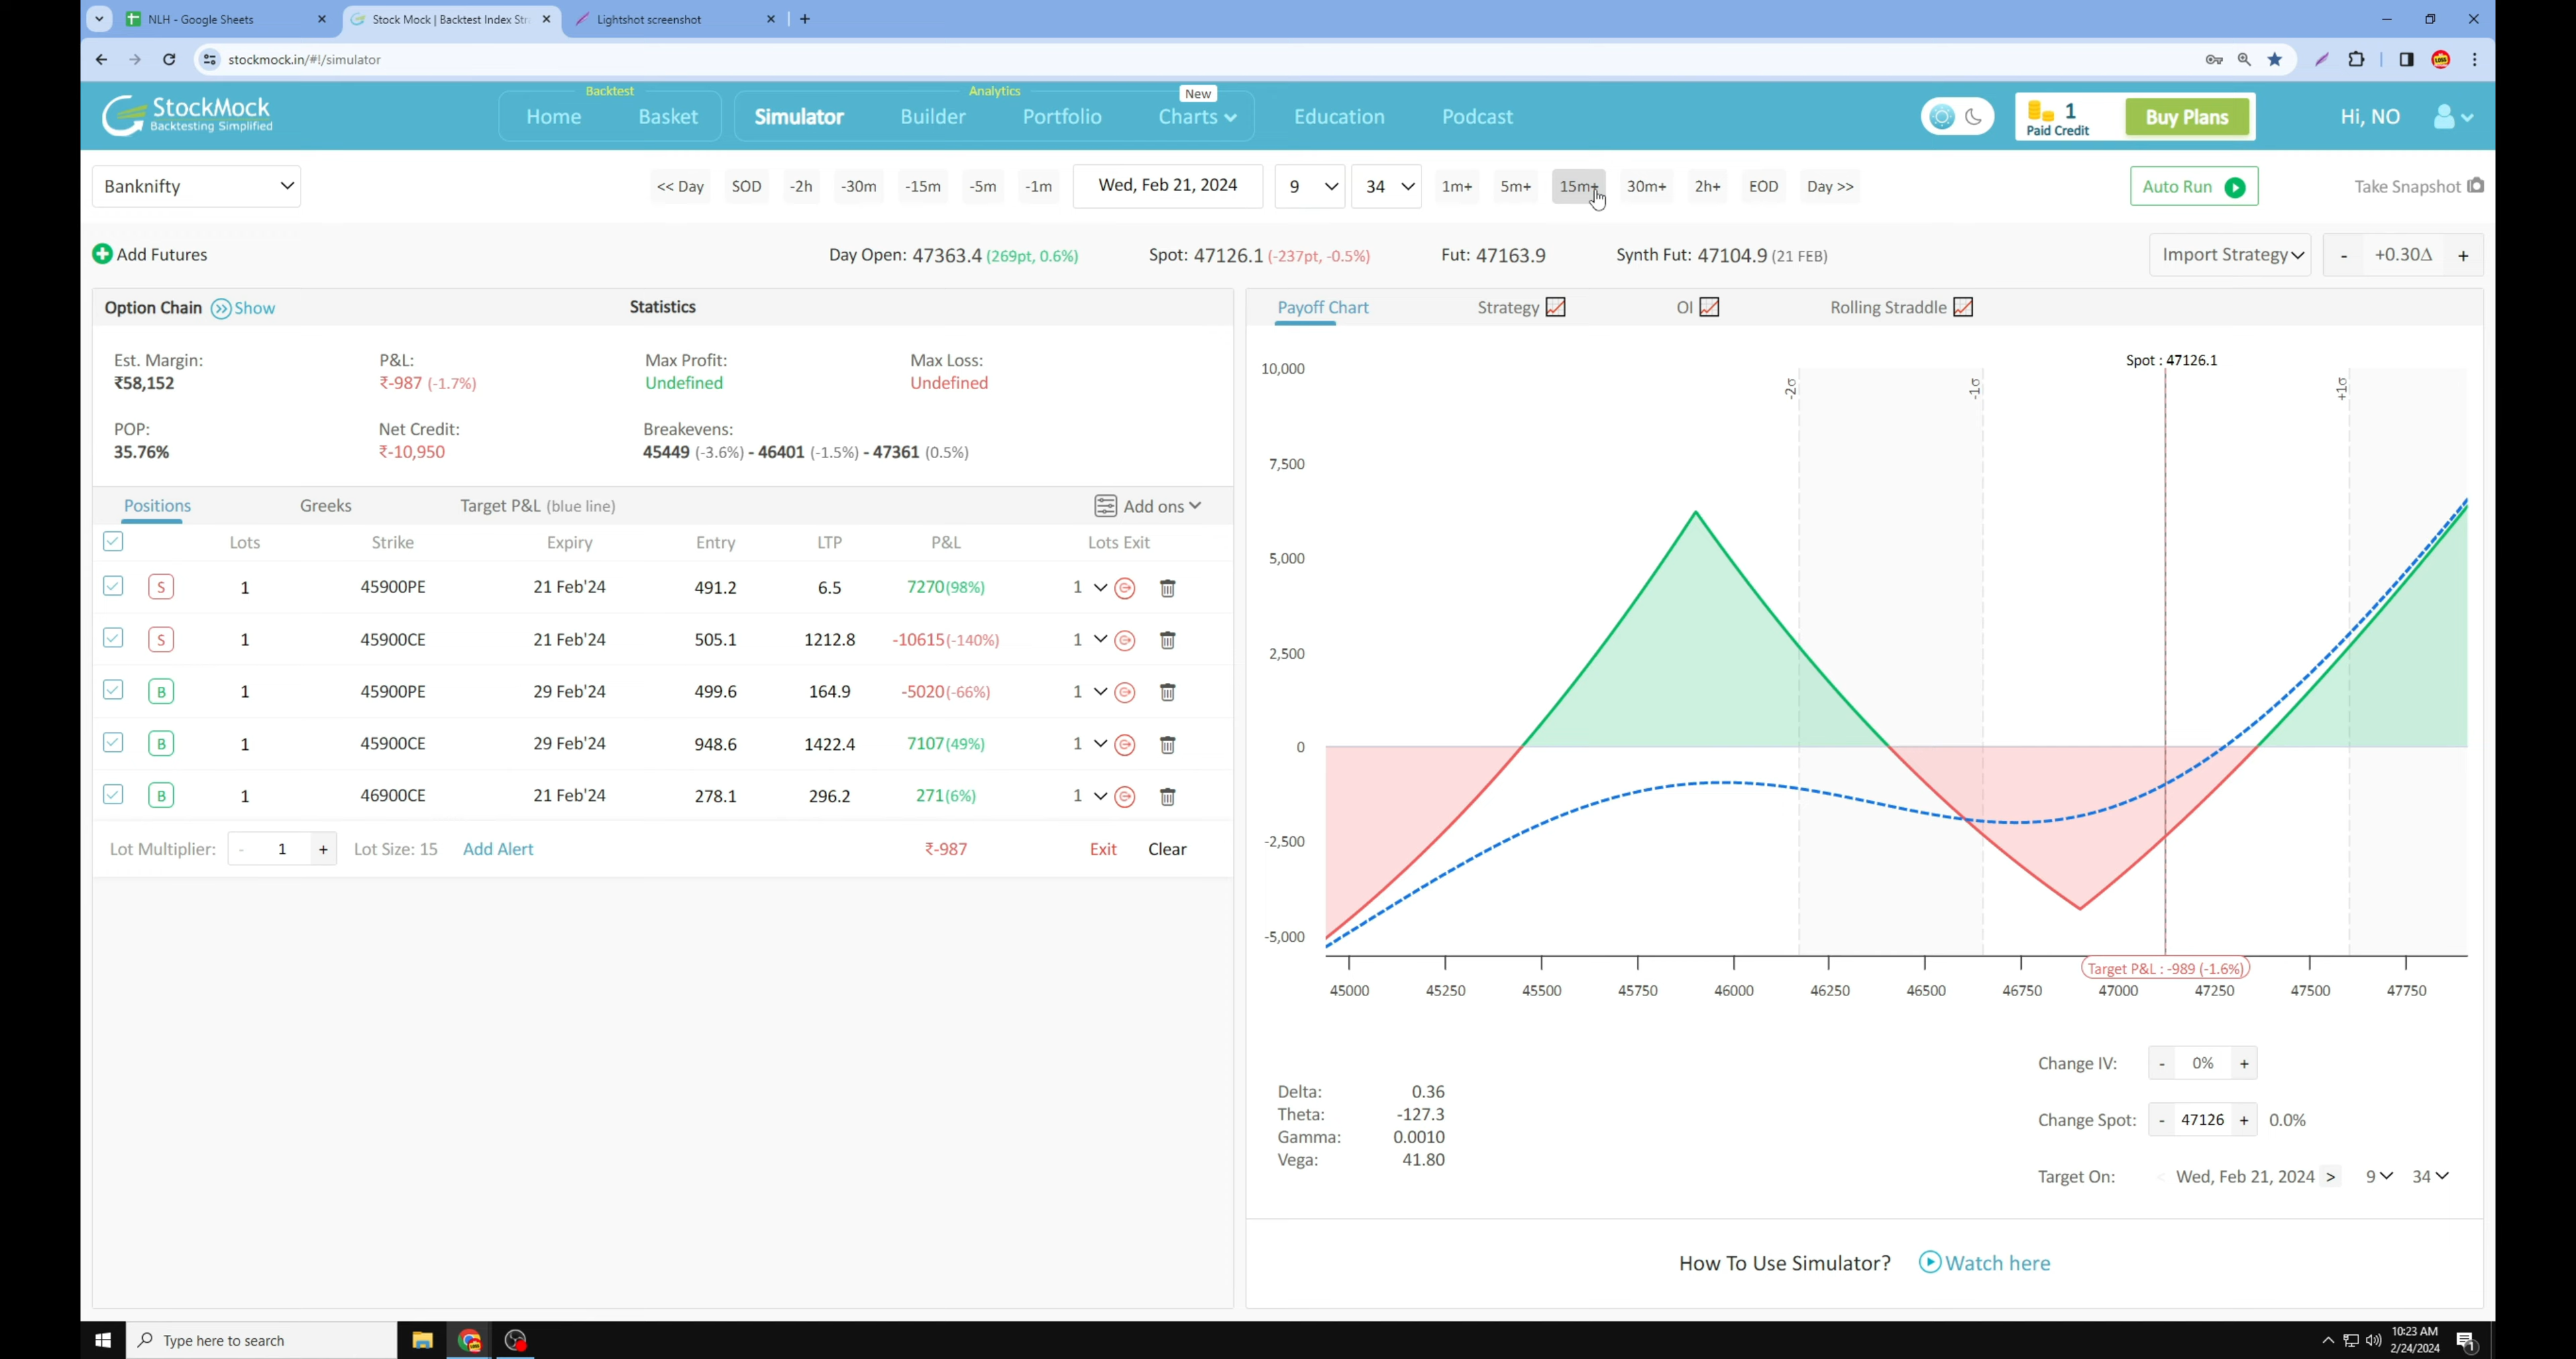 NLH - Google Sheets
Stock Mock | Backtest Index Str
Lightshot screenshot
stockmock.in/#!/simulator
StockMock
Backtesting Simplified
Backtest
Home Basket
Analytics
Simulator Builder Portfolio Charts
New
Education Podcast
1
Paid Credit
Buy Plans
Hi, NO
Banknifty
<< Day SOD -2h -30m -15m -5m -1m Wed, Feb 21, 2024 9 34 1m+ 5m+ 15m+ 30m+ 2h+ EOD Day >>
Auto Run
Take Snapshot
Add Futures
Day Open: 47363.4 (269pt, 0.6%) Spot: 47126.1 (-237pt, -0.5%) Fut: 47163.9 Synth Fut: 47104.9 (21 FEB)
Import Strategy
- +0.30Δ +
Option Chain Show Statistics
Est. Margin: P&L: Max Profit: Max Loss:
₹58,152 ₹-987 (-1.7%) Undefined Undefined
POP: Net Credit: Breakevens:
35.76% ₹-10,950 45449 (-3.6%) - 46401 (-1.5%) - 47361 (0.5%)
Positions Greeks Target P&L (blue line) Add ons
Lots Strike Expiry Entry LTP P&L Lots Exit
S 1 45900PE 21 Feb'24 491.2 6.5 7270(98%) 1
S 1 45900CE 21 Feb'24 505.1 1212.8 -10615(-140%) 1
B 1 45900PE 29 Feb'24 499.6 164.9 -5020(-66%) 1
B 1 45900CE 29 Feb'24 948.6 1422.4 7107(49%) 1
B 1 46900CE 21 Feb'24 278.1 296.2 271(6%) 1
Lot Multiplier: - 1 + Lot Size: 15 Add Alert ₹-987 Exit Clear
Payoff Chart Strategy OI Rolling Straddle
Spot : 47126.1
-2σ
-1σ
+1σ
10,000
7,500
5,000
2,500
0
-2,500
-5,000
Target P&L : -989 (-1.6%)
45000 45250 45500 45750 46000 46250 46500 46750 47000 47250 47500 47750
Delta: 0.36
Theta: -127.3
Gamma: 0.0010
Vega: 41.80
Change IV: - 0% +
Change Spot: - 47126 + 0.0%
Target On: < Wed, Feb 21, 2024 > 9 34
How To Use Simulator? Watch here
Type here to search
10:23 AM
2/24/2024
1